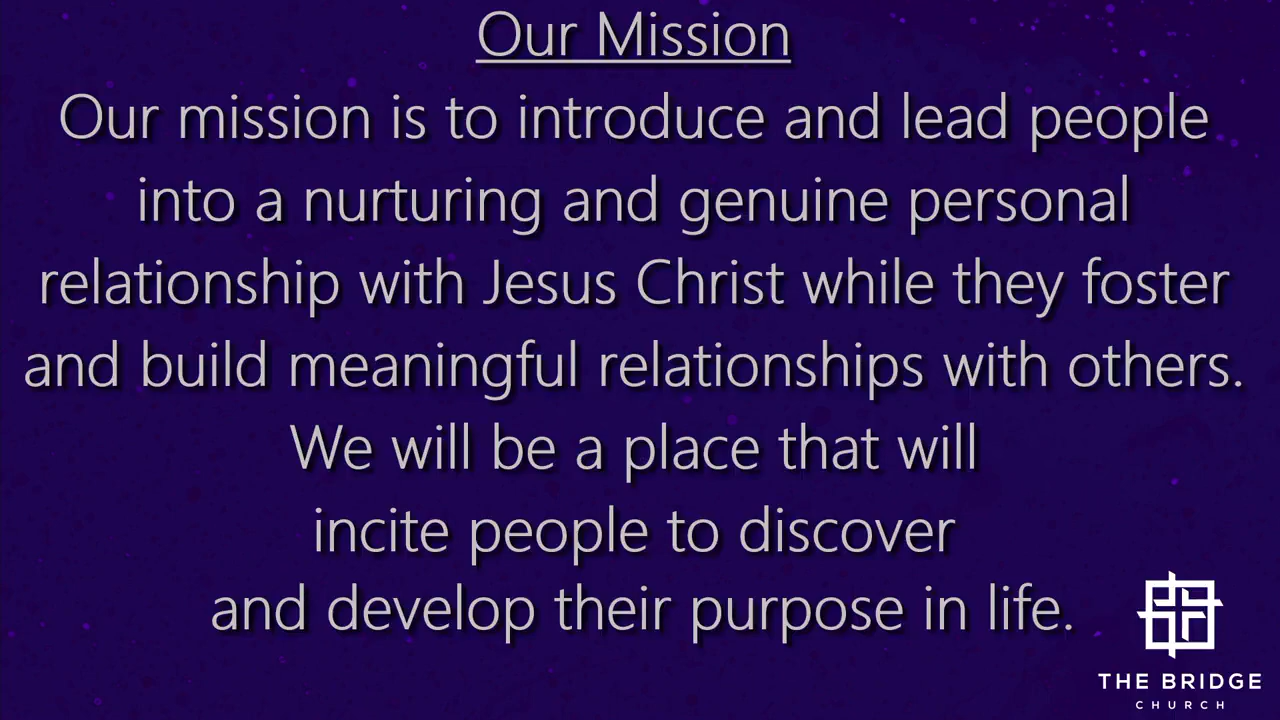 Our Mission
Our mission is to introduce and lead people
into a nurturing and genuine personal
relationship with Jesus Christ while they foster
and build meaningful relationships with others.
We will be a place that will
incite people to discover
and develop their purpose in life.
THE BRIDGE
CHURCH